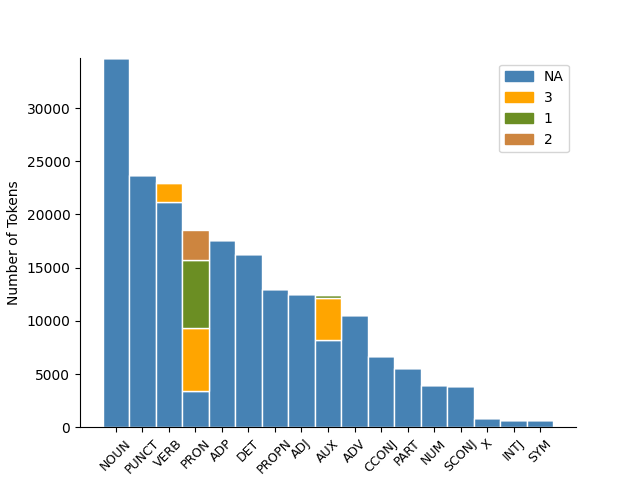 NA
3
1
2
Number of Tokens
30000
25000
20000
15000
10000
5000
0
NOUN
PUNCT
VERB
PRON
ADP
DET
PROPN
ADJ
AUX
ADV
CCONJ
PART
NUM
SCONJ
X
INTJ
SYM